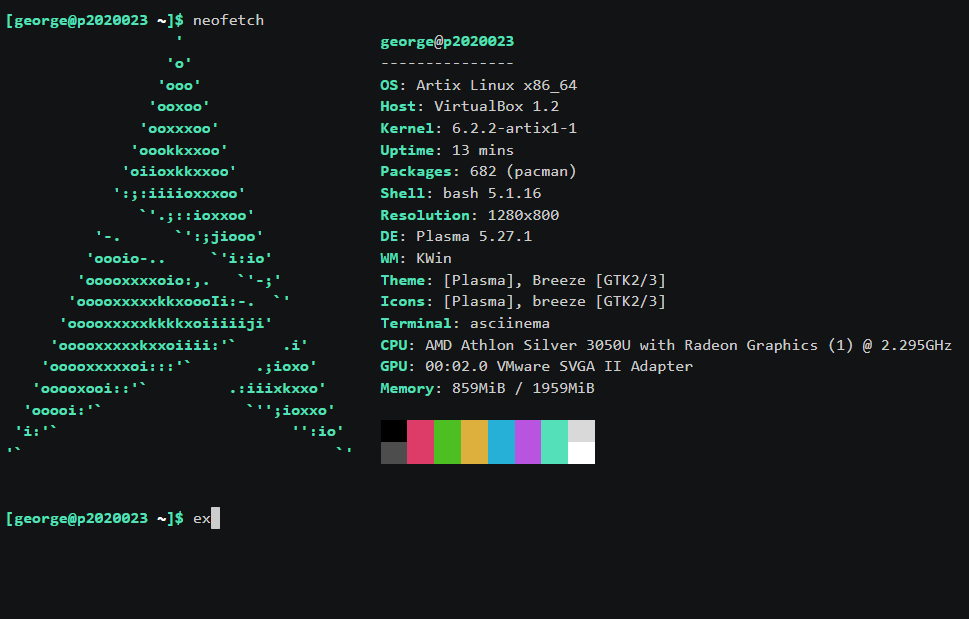 [george@p2020023 ~]$ neofetch
'
'o'
'ooo'
'ooxoo'
'ooxxxoo'
'oookkxxoo'
'oiioxkkxxoo'
':;:iiiioxxxoo'
`'.;::ioxxoo'
'-.      `':;jiooo'
'oooio-..     `'i:io'
'ooooxxxxoio:,.   `'-;'
'ooooxxxxxkkxoooIi:-.  `'
'ooooxxxxxkkkkxoiiiiiji'
'ooooxxxxxkxxoiiii:'`     .i'
'ooooxxxxxoi:::'`       .;ioxo'
'ooooxooi::'`         .:iiixkxxo'
'ooooi:'`                `'';ioxxo'
'i:'`                          '':io'
'`                                   `'
george@p2020023
---------------
OS: Artix Linux x86_64
Host: VirtualBox 1.2
Kernel: 6.2.2-artix1-1
Uptime: 13 mins
Packages: 682 (pacman)
Shell: bash 5.1.16
Resolution: 1280x800
DE: Plasma 5.27.1
WM: KWin
Theme: [Plasma], Breeze [GTK2/3]
Icons: [Plasma], breeze [GTK2/3]
Terminal: asciinema
CPU: AMD Athlon Silver 3050U with Radeon Graphics (1) @ 2.295GHz
GPU: 00:02.0 VMware SVGA II Adapter
Memory: 859MiB / 1959MiB
[george@p2020023 ~]$ ex